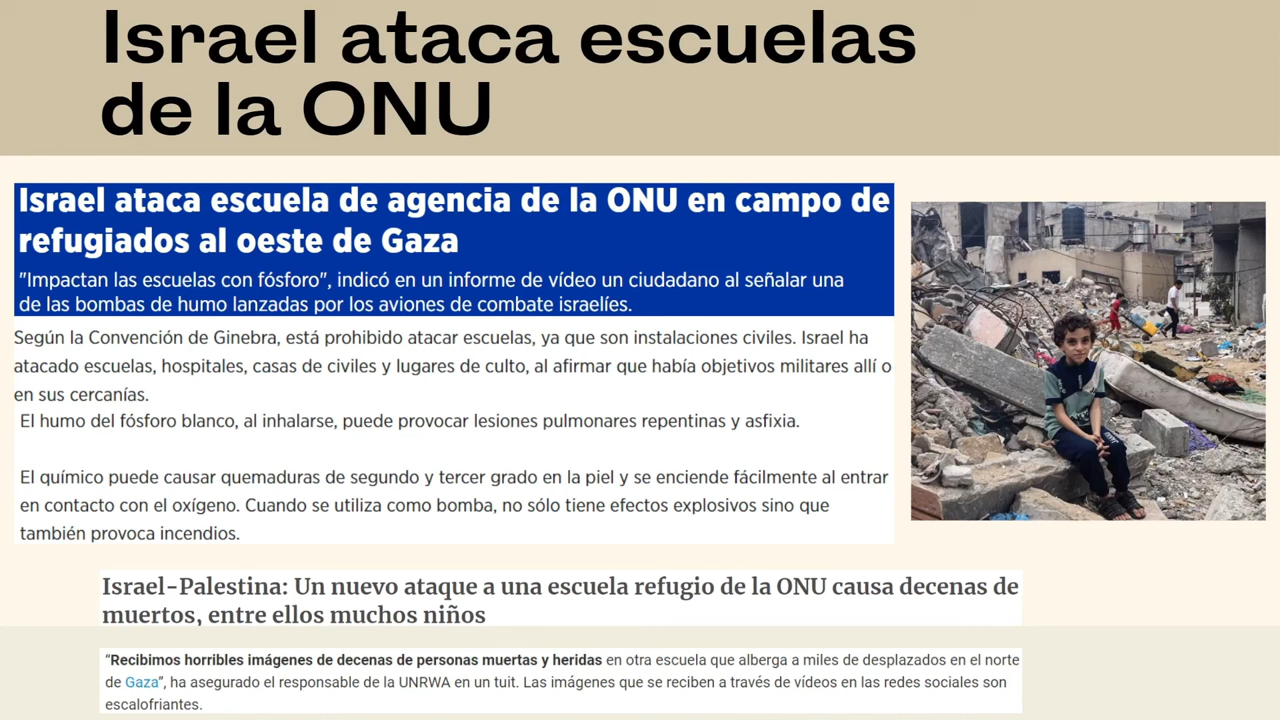 Israel ataca escuelas
de la ONU
Israel ataca escuela de agencia de la ONU en campo de
refugiados al oeste de Gaza
"Impactan las escuelas con fósforo", indicó en un informe de vídeo un ciudadano al señalar una
de las bombas de humo lanzadas por los aviones de combate israelíes.
Según la Convención de Ginebra, está prohibido atacar escuelas, ya que son instalaciones civiles. Israel ha
atacado escuelas, hospitales, casas de civiles y lugares de culto, al afirmar que había objetivos militares allí o
en sus cercanías.
El humo del fósforo blanco, al inhalarse, puede provocar lesiones pulmonares repentinas y asfixia.
El químico puede causar quemaduras de segundo y tercer grado en la piel y se enciende fácilmente al entrar
en contacto con el oxígeno. Cuando se utiliza como bomba, no sólo tiene efectos explosivos sino que
también provoca incendios.
Israel-Palestina: Un nuevo ataque a una escuela refugio de la ONU causa decenas de
muertos, entre ellos muchos niños
“Recibimos horribles imágenes de decenas de personas muertas y heridas en otra escuela que alberga a miles de desplazados en el norte
de Gaza”, ha asegurado el responsable de la UNRWA en un tuit. Las imágenes que se reciben a través de vídeos en las redes sociales son
escalofriantes.